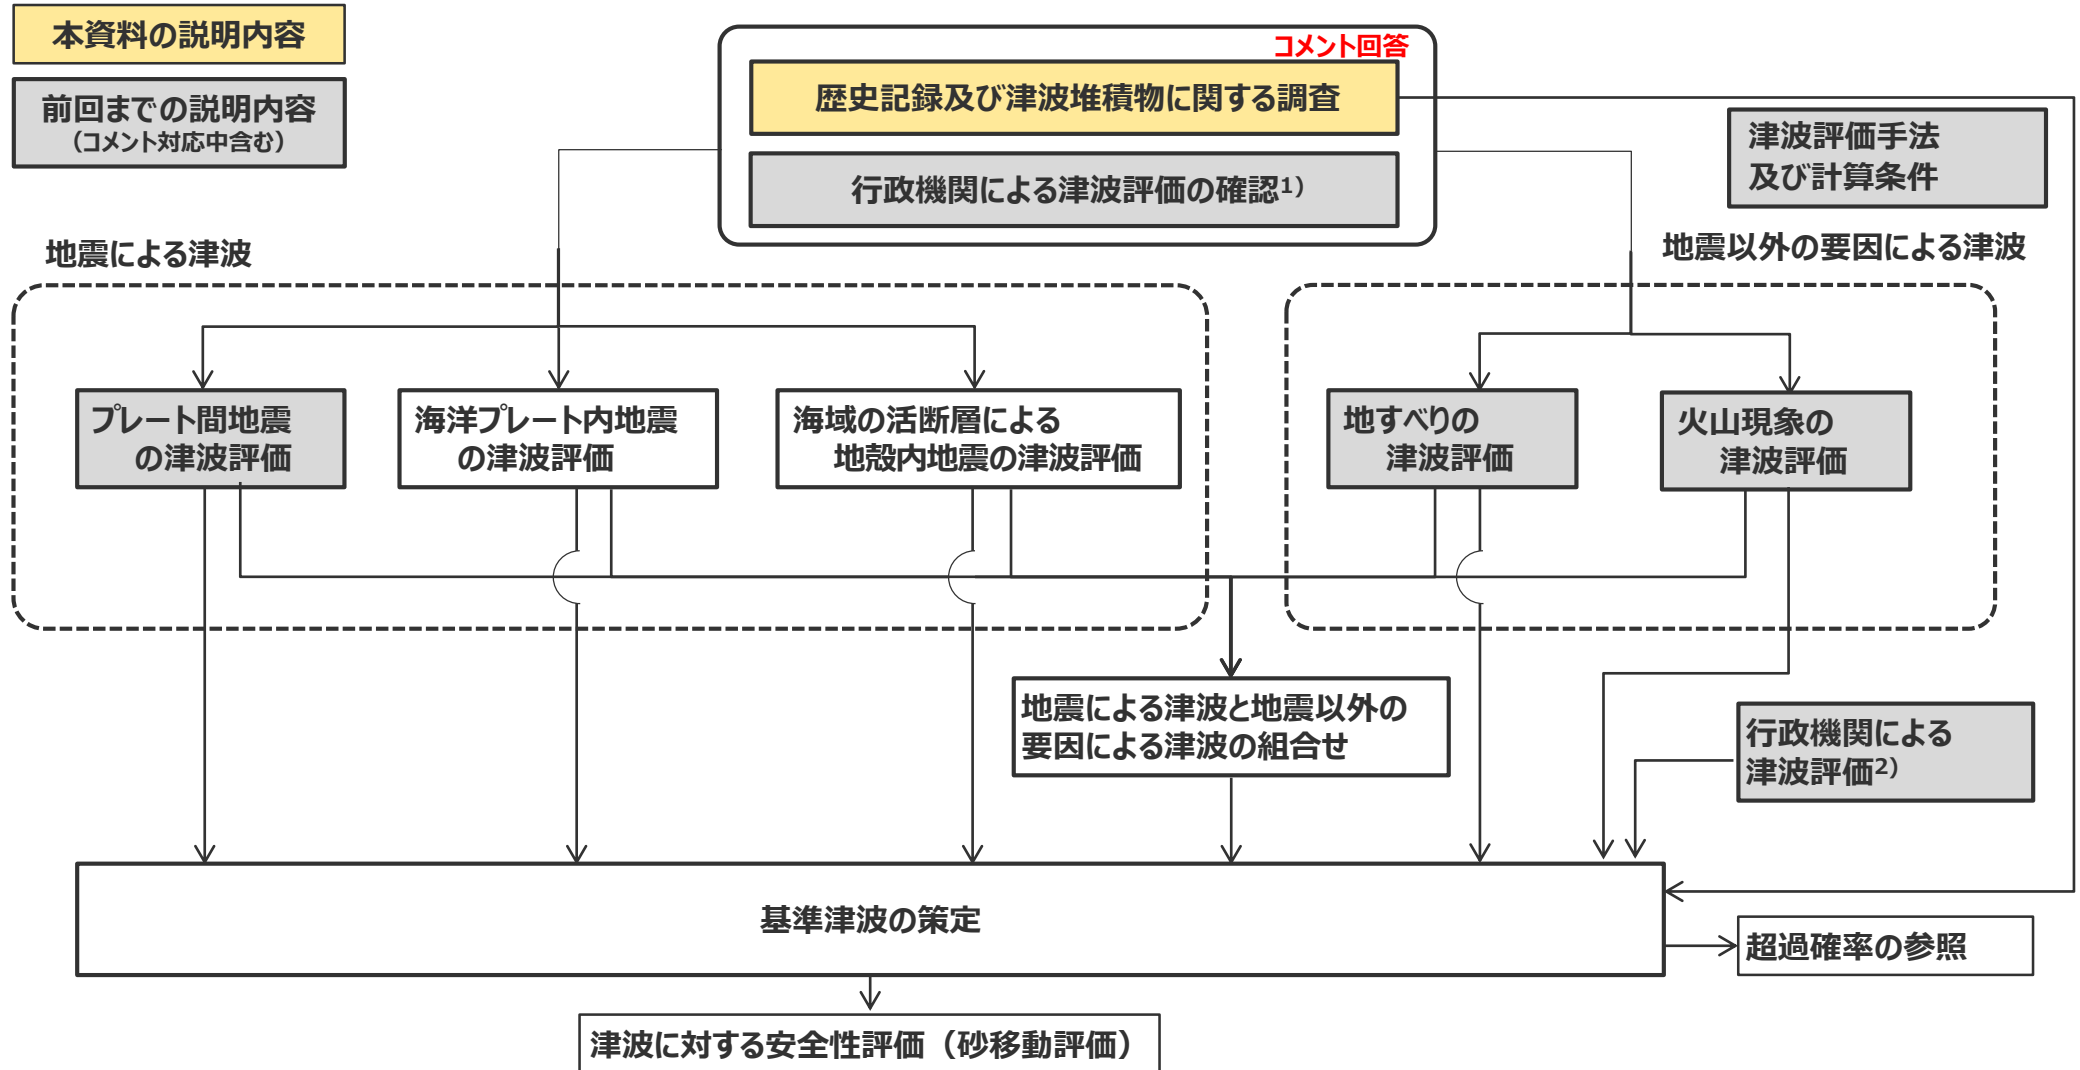 本資料の説明内容
前回までの説明内容
（コメント対応中含む）
コメント回答
歴史記録及び津波堆積物に関する調査
行政機関による津波評価の確認1）
津波評価手法
及び計算条件
地震による津波
地震以外の要因による津波
プレート間地震
の津波評価
海洋プレート内地震
の津波評価
海域の活断層による
地殻内地震の津波評価
地すべりの
津波評価
火山現象の
津波評価
地震による津波と地震以外の
要因による津波の組合せ
行政機関による
津波評価2）
基準津波の策定
超過確率の参照
津波に対する安全性評価（砂移動評価）